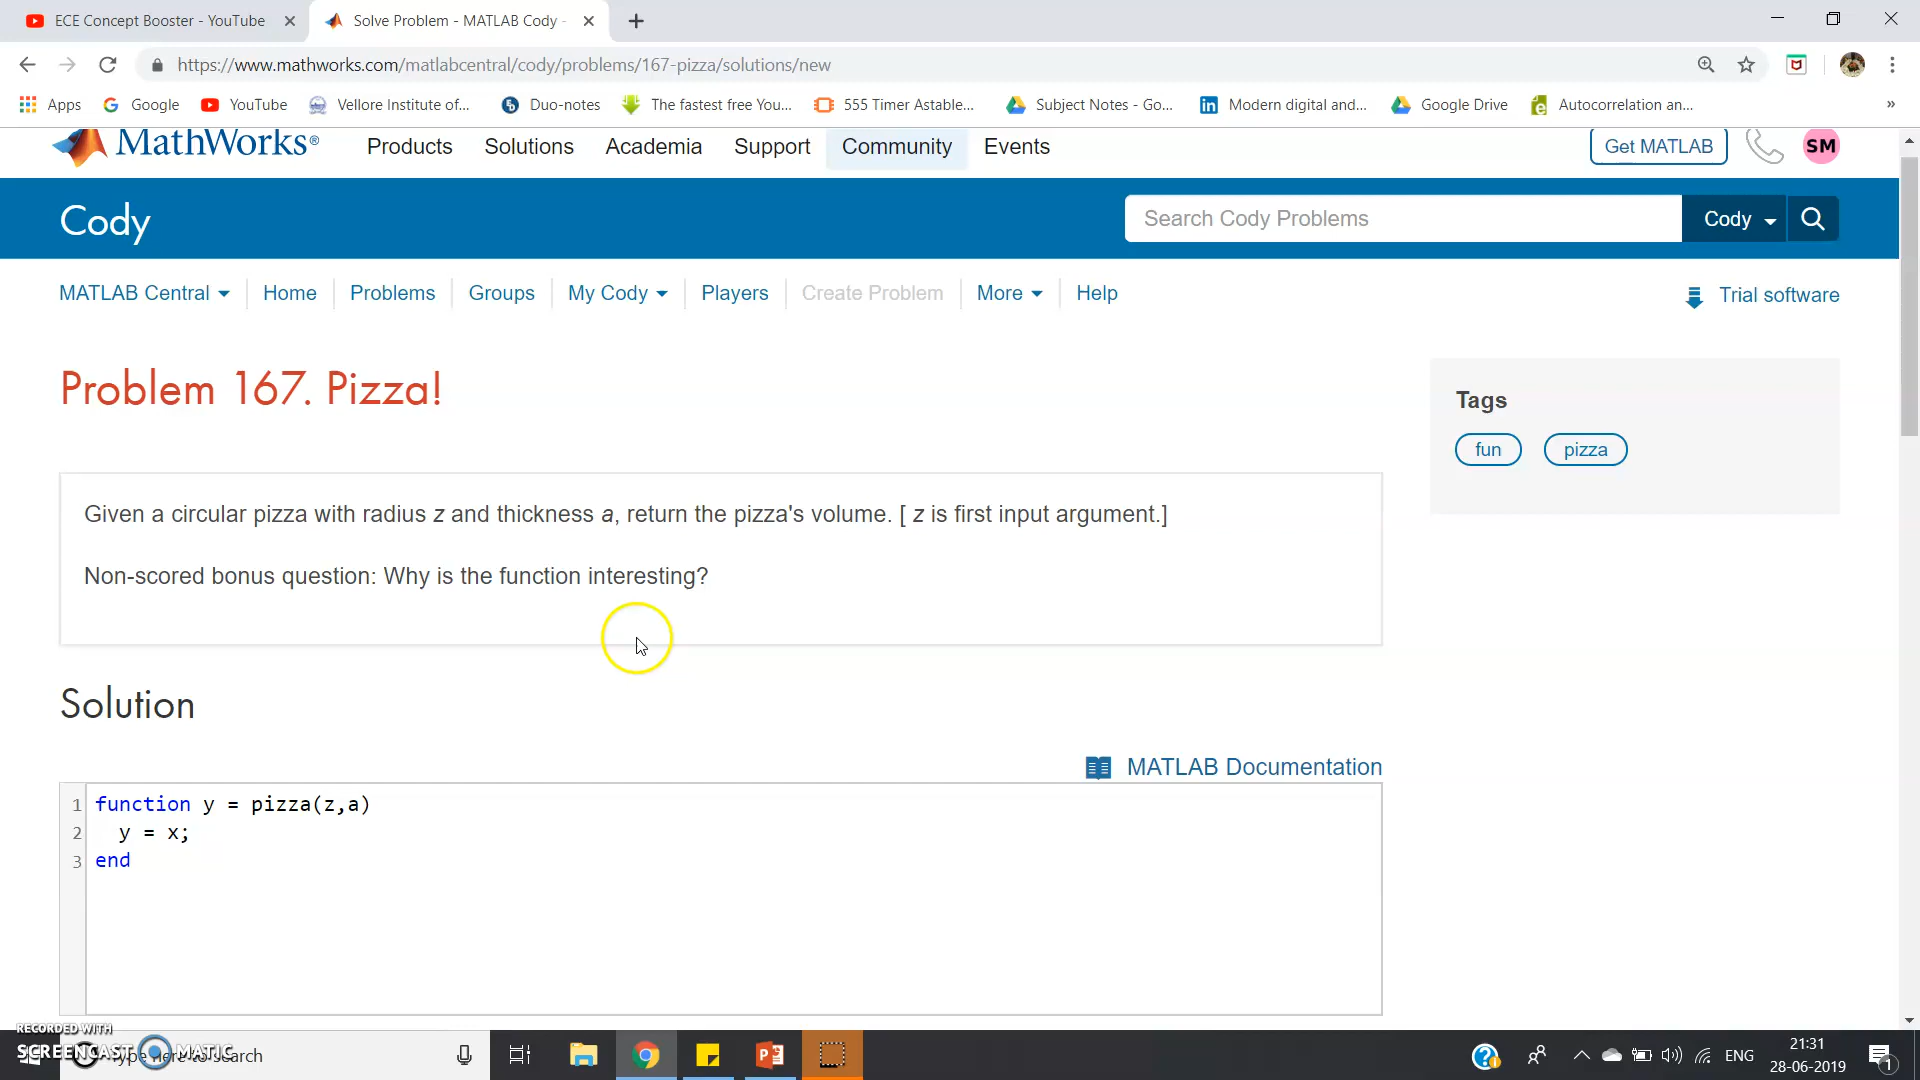 ECE Concept Booster - YouTube
Solve Problem - MATLAB Cody -
https://www.mathworks.com/matlabcentral/cody/problems/167-pizza/solutions/new
Apps Google YouTube Vellore Institute of... Duo-notes The fastest free You... 555 Timer Astable... Subject Notes - Go... Modern digital and... Google Drive Autocorrelation an... »
MathWorks® Products Solutions Academia Support Community Events Get MATLAB SM
Cody Search Cody Problems Cody
MATLAB Central Home Problems Groups My Cody Players Create Problem More Help Trial software
Problem 167. Pizza!
Tags
fun pizza
Given a circular pizza with radius z and thickness a, return the pizza's volume. [ z is first input argument.]
Non-scored bonus question: Why is the function interesting?
Solution
MATLAB Documentation
1 function y = pizza(z,a)
2 y = x;
3 end
RECORDED WITH
SCREENCAST MATIC
Type here to search
ENG
21:31
28-06-2019
1